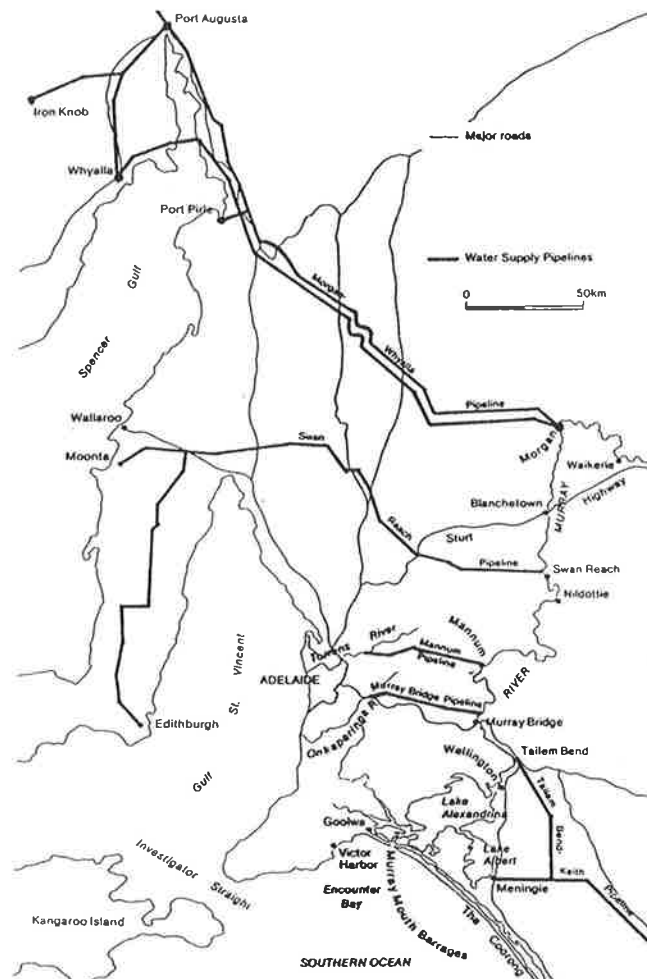 Port Augusta
Iron Knob
Major roads
Whyalla
Port Pirie
Water Supply Pipelines
0 50km
Spencer Gulf
Morgan Whyalla Pipeline
Wallaroo
Moonta
Swan Reach Pipeline
Morgan
Waikerie
Blanchetown
MURRAY
Sturt Highway
Swan Reach
Nildottie
Torrens River
Mannum Pipeline
Mannum
RIVER
ADELAIDE
Murray Bridge Pipeline
Onkaparinga R
Murray Bridge
St. Vincent Gulf
Edithburgh
Wellington
Tailem Bend
Tailem Bend- Keith Pipeline
Lake Alexandrina
Goolwa
Lake Albert
Victor Harbor
Meningie
Investigator Straight
Encounter Bay
Murray Mouth Barrages
The Coorong
Kangaroo Island
SOUTHERN OCEAN